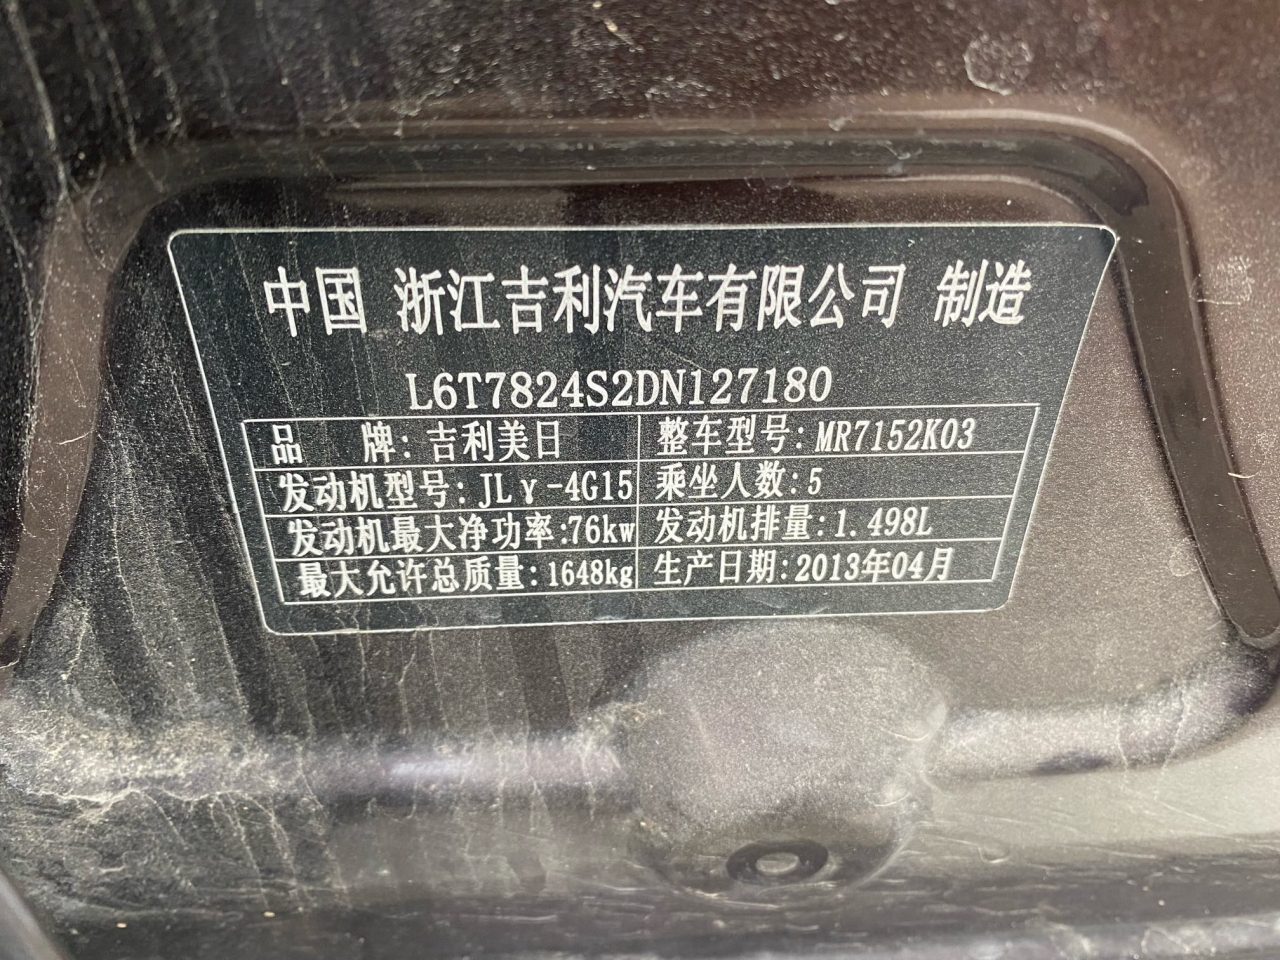 中国 浙江吉利汽车有限公司 制造
L6T7824S2DN127180
品 牌:吉利美日 整车型号:MR7152K03
发动机型号:JLγ-4G15 乘坐人数:5
发动机最大净功率:76kw 发动机排量:1.498L
最大允许总质量:1648kg 生产日期:2013年04月